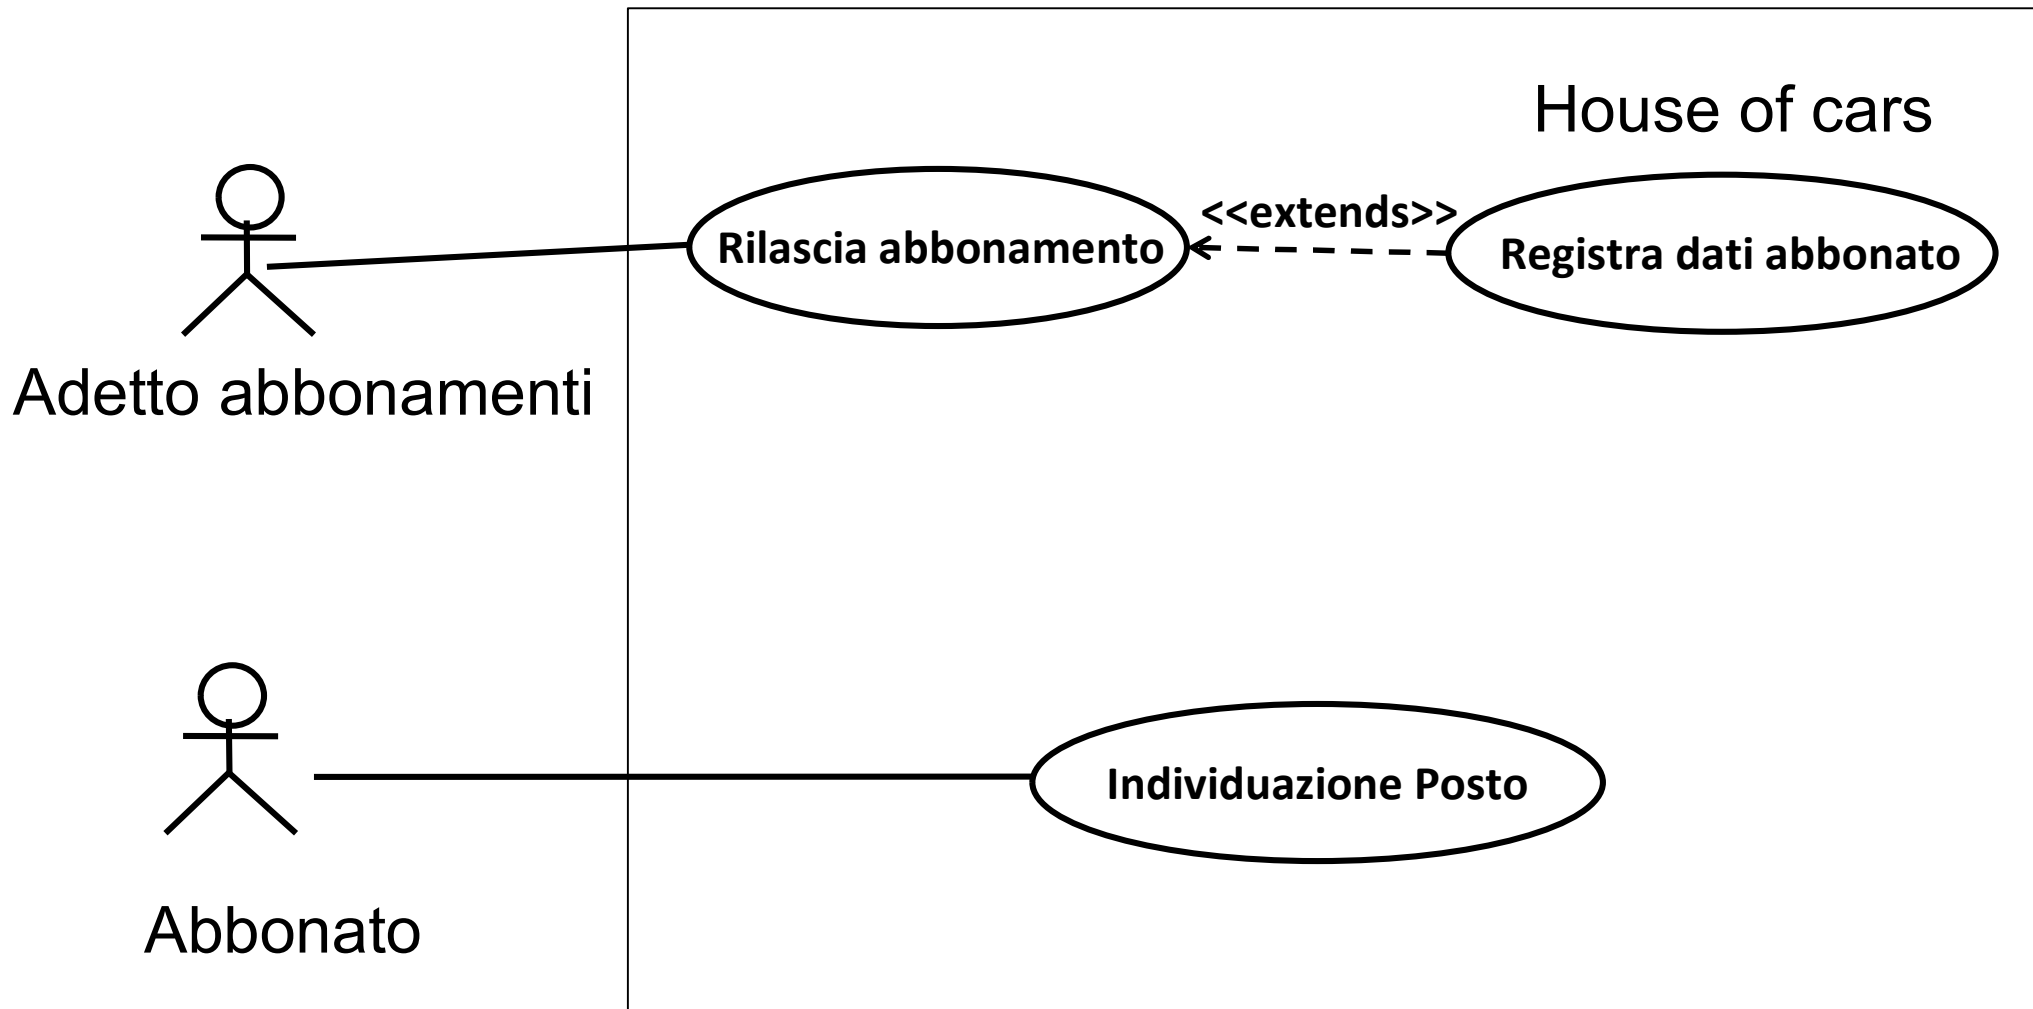 House of cars
<<extends>>
Rilascia abbonamento
Registra dati abbonato
Adetto abbonamenti
Individuazione Posto
Abbonato